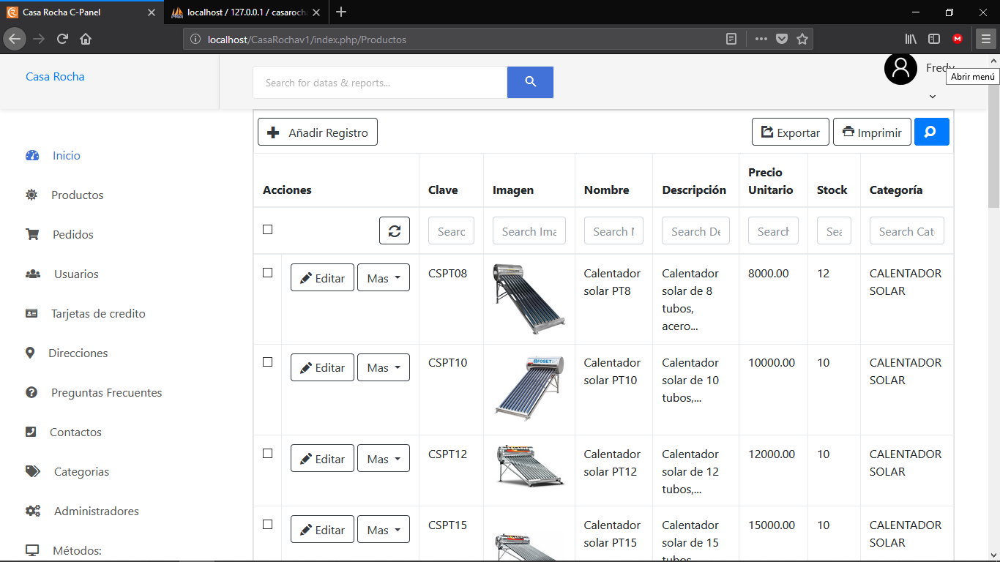 Casa Rocha C-Panel
localhost / 127.0.0.1 / casarocha
localhost/CasaRochav1/index.php/Productos
Casa Rocha
Search for datas & reports...
Fredy
Abrir menú
Inicio
Productos
Pedidos
Usuarios
Tarjetas de credito
Direcciones
Preguntas Frecuentes
Contactos
Categorias
Administradores
Métodos:
Añadir Registro
Exportar
Imprimir
Acciones
Clave
Imagen
Nombre
Descripción
Precio
Unitario
Stock
Categoría
Searc
Search Ima
Search N
Search De
Search
Sea
Search Cat
Editar
Mas
CSPT08
Calentador
solar PT8
Calentador
solar de 8
tubos,
acero...
8000.00
12
CALENTADOR
SOLAR
Editar
Mas
CSPT10
FOSET
Calentador
solar PT10
Calentador
solar de 10
tubos,...
10000.00
10
CALENTADOR
SOLAR
Editar
Mas
CSPT12
Calentador
solar PT12
Calentador
solar de 12
tubos,...
12000.00
10
CALENTADOR
SOLAR
Editar
Mas
CSPT15
Calentador
solar PT15
Calentador
solar de 15
tubos
15000.00
10
CALENTADOR
SOLAR